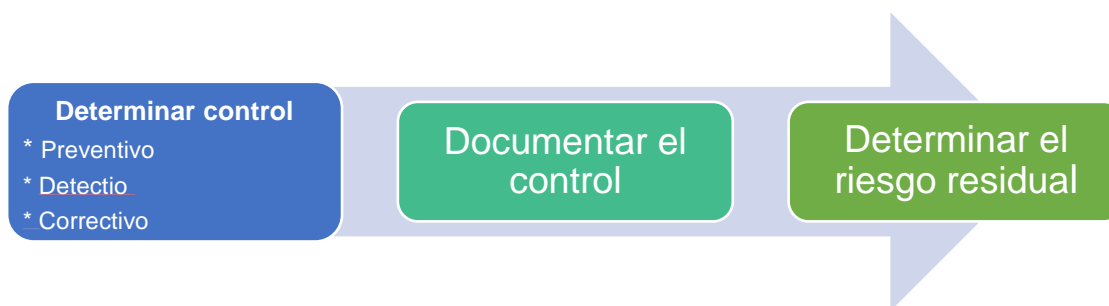 Determinar control
* Preventivo
* Detectio
* Correctivo
Documentar el
control
Determinar el
riesgo residual